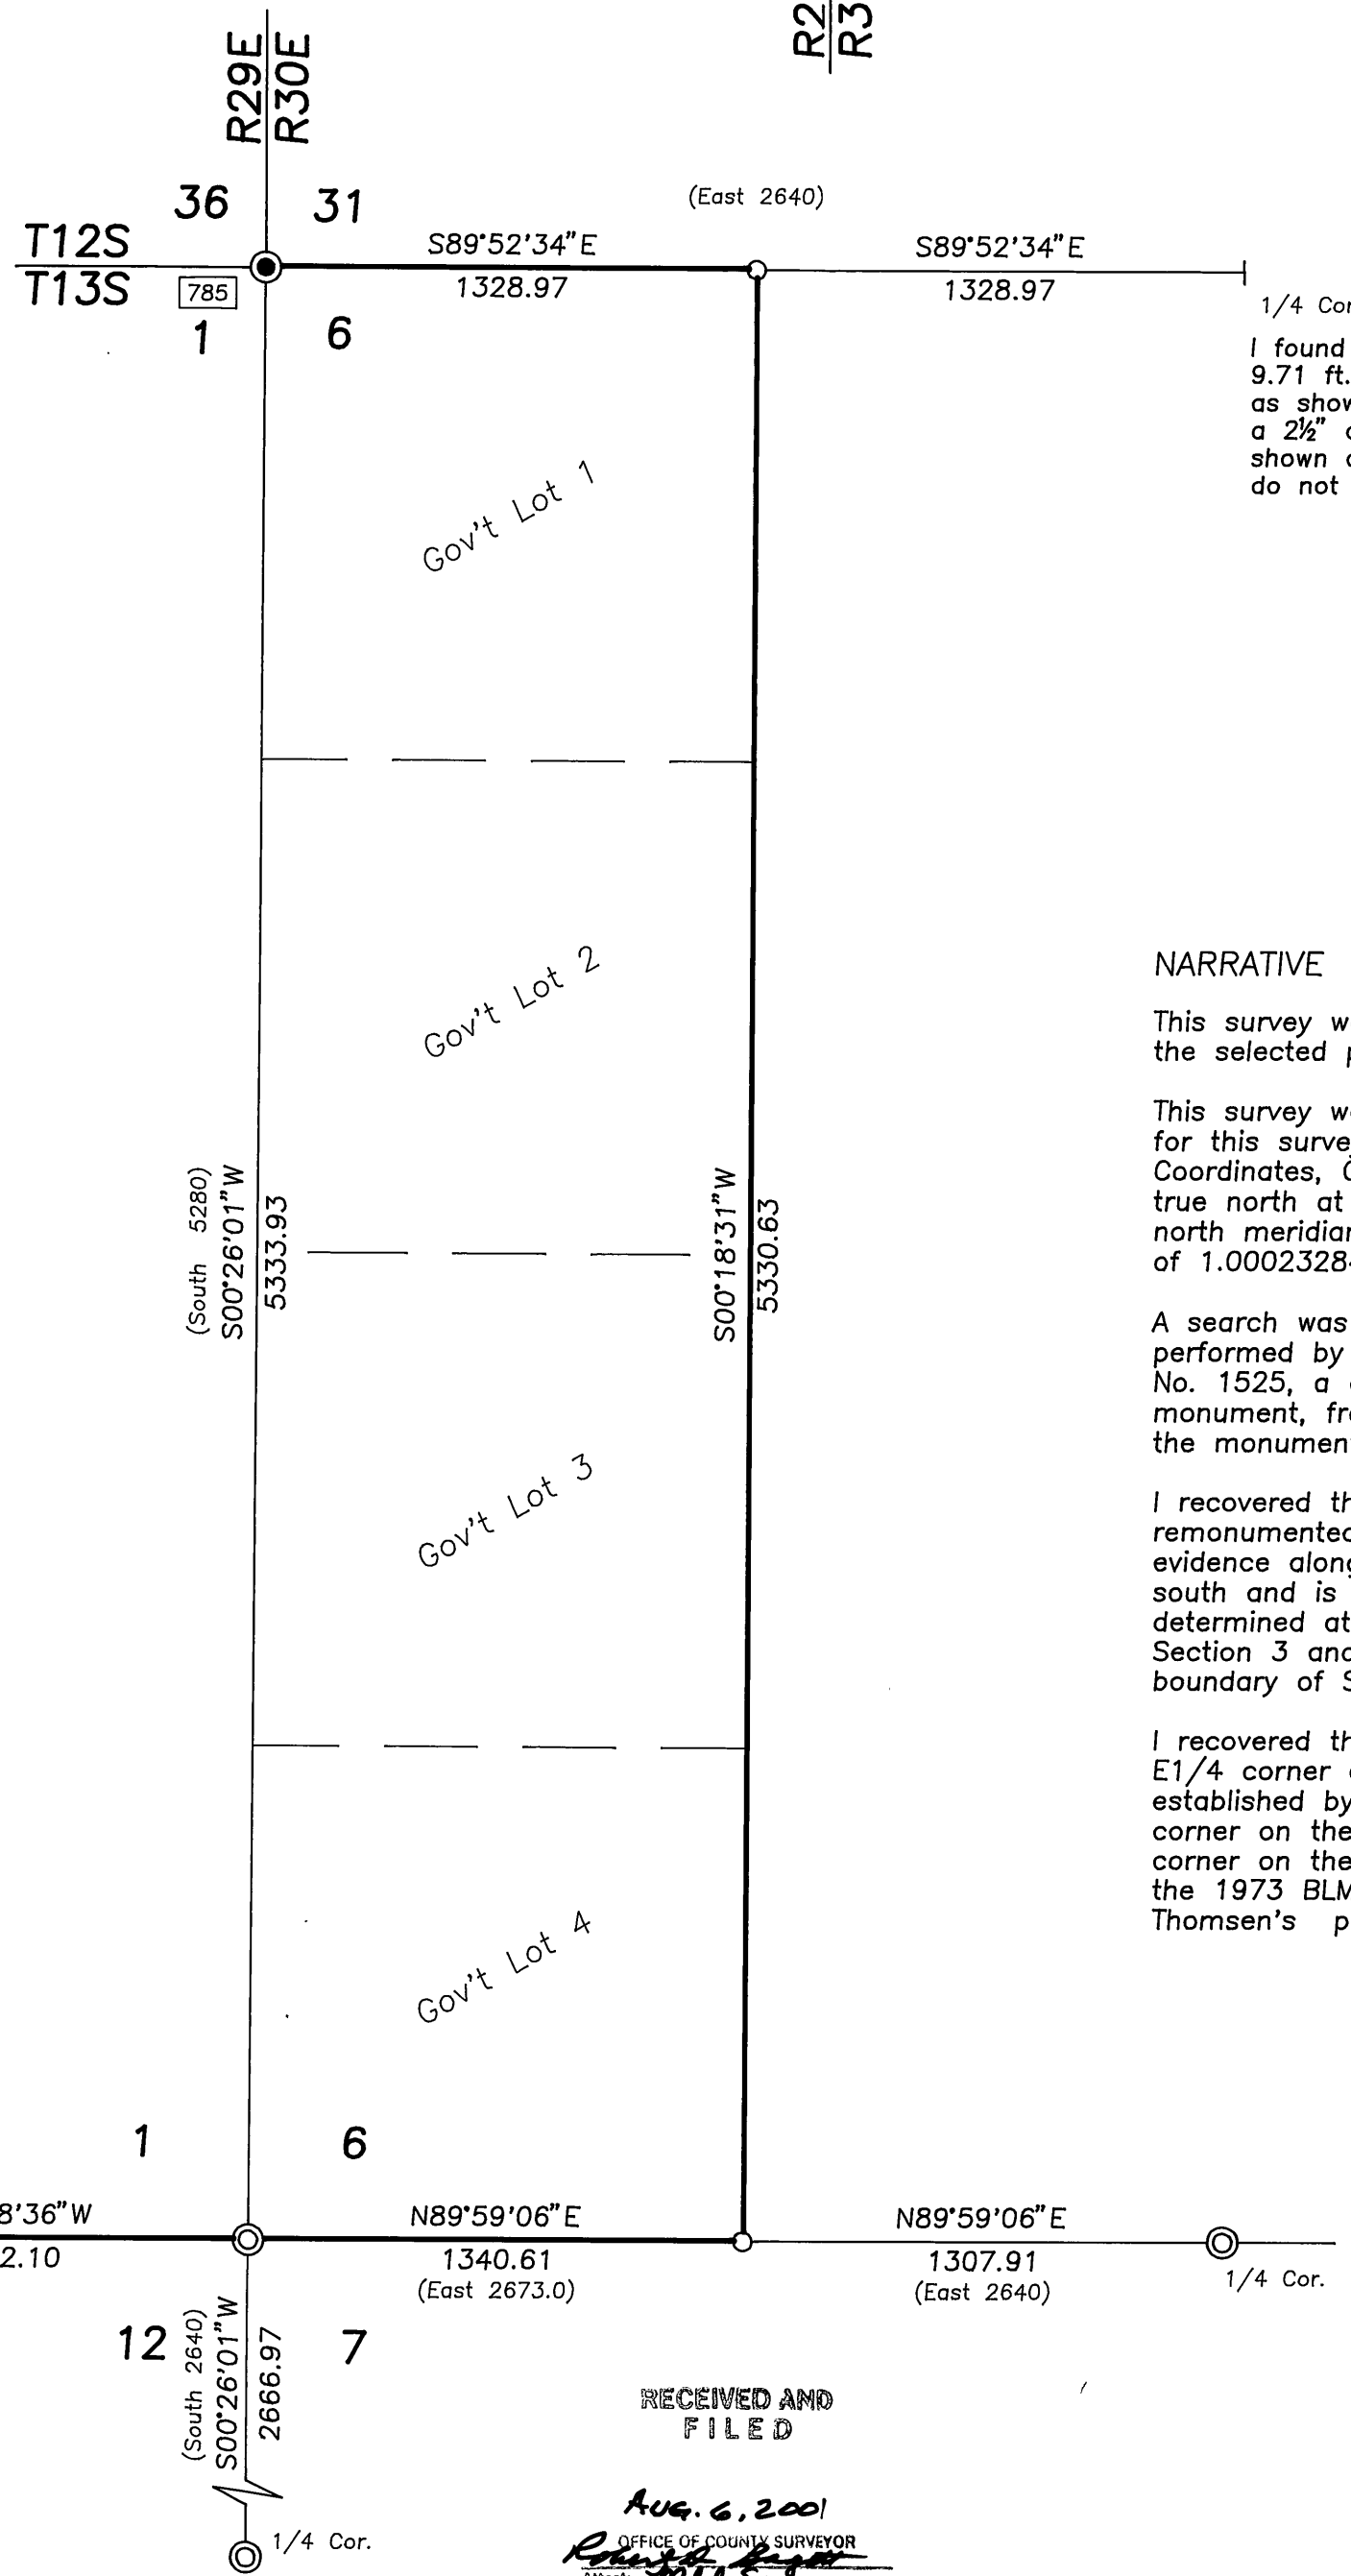 R29E
R30E
R2
R3
36
31
(East 2640)
T12S
T13S
S89°52'34"E
1328.97
S89°52'34"E
1328.97
785
1
6
1/4 Cor
I found
9.71 ft.
as show
a 2½"
shown
do not
Gov't Lot 1
Gov't Lot 2
NARRATIVE
This survey w
the selected
This survey w
for this surve
Coordinates,
true north at
north meridian
of 1.00023284
(South 5280)
S00°26'01"W
5333.93
S00°18'31"W
5330.63
A search was
performed by
No. 1525, a
monument, fr
the monument
Gov't Lot 3
I recovered th
remonumented
evidence along
south and is
determined at
Section 3 and
boundary of S
I recovered th
E1/4 corner
established by
corner on the
corner on the
the 1973 BLM
Thomsen's p
Gov't Lot 4
1
6
8'36"W
2.10
N89°59'06"E
1340.61
(East 2673.0)
N89°59'06"E
1307.91
(East 2640)
1/4 Cor.
12
7
(South 2640)
S00°26'01"W
2666.97
1/4 Cor.
RECEIVED AND
FILED
Aug. 6, 2001
OFFICE OF COUNTY SURVEYOR